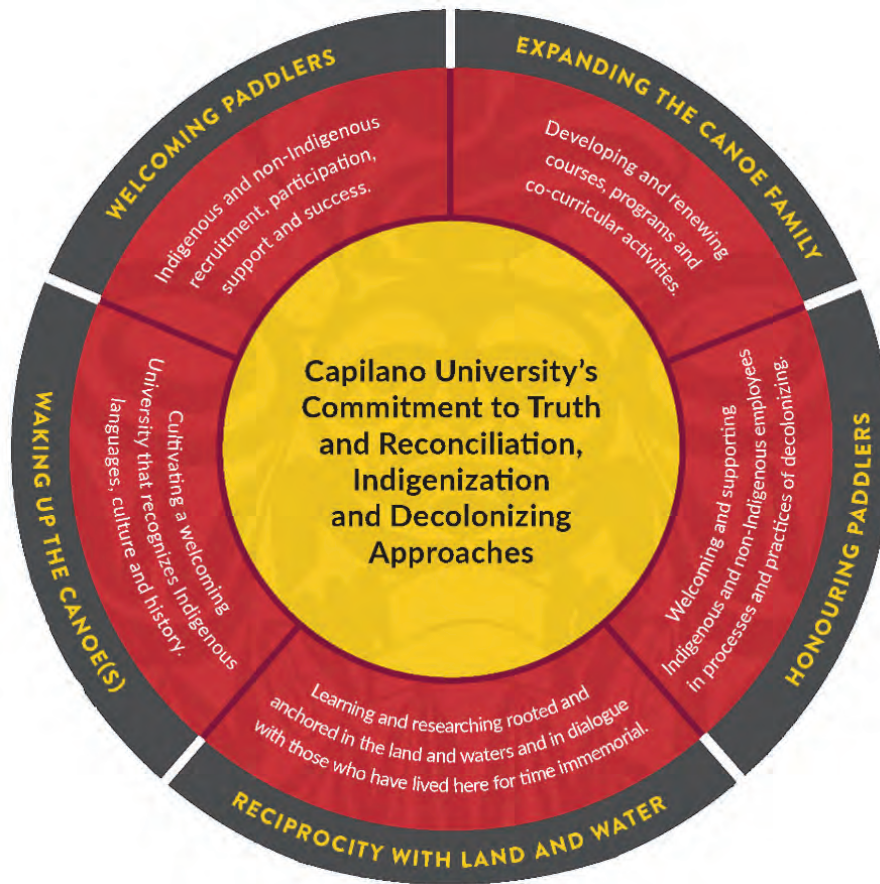 Capilano University's
Commitment to Truth
and Reconciliation,
Indigenization
and Decolonizing
Approaches
WELCOMING PADDLERS
Indigenous and non-Indigenous
recruitment, participation,
support and success.
EXPANDING THE CANOE FAMILY
Developing and renewing
courses, programs and
co-curricular activities.
HONOURING PADDLERS
Welcoming and supporting
Indigenous and non-Indigenous employees
in processes and practices of decolonizing.
RECIPROCITY WITH LAND AND WATER
Learning and researching rooted and
anchored in the land and waters and in dialogue
with those who have lived here for time immemorial.
WAKING UP THE CANOE(S)
Cultivating a welcoming
University that recognizes Indigenous
languages, culture and history.